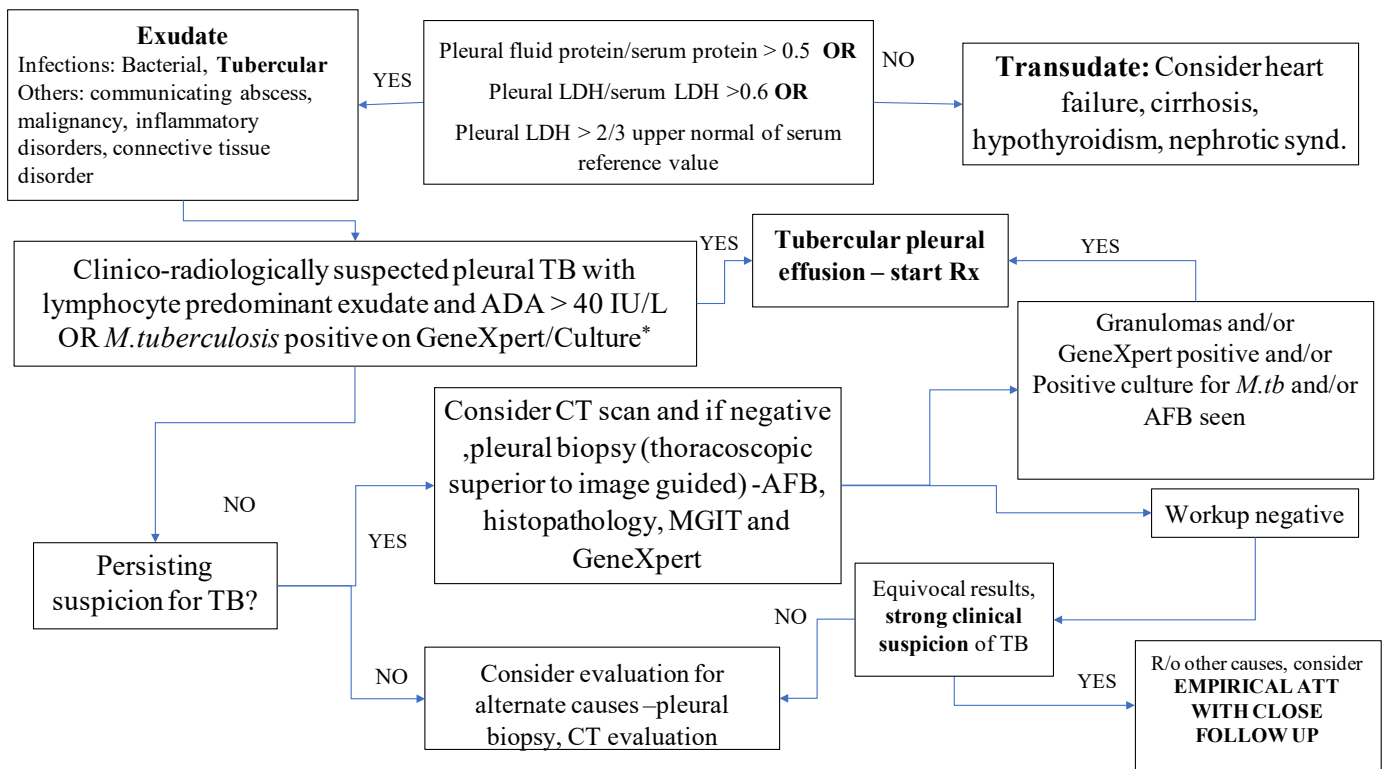 Exudate
Infections: Bacterial, Tubercular
Others: communicating abscess,
malignancy, inflammatory
disorders, connective tissue
disorder
YES
Pleural fluid protein/serum protein > 0.5 OR
Pleural LDH/serum LDH >0.6 OR
Pleural LDH > 2/3 upper normal of serum
reference value
NO
Transudate: Consider heart
failure, cirrhosis,
hypothyroidism, nephrotic synd.
Clinico-radiologically suspected pleural TB with
lymphocyte predominant exudate and ADA > 40 IU/L
OR M.tuberculosis positive on GeneXpert/Culture*
YES
Tubercular pleural
effusion – start Rx
YES
Granulomas and/or
GeneXpert positive and/or
Positive culture for M.tb and/or
AFB seen
NO
Persisting
suspicion for TB?
YES
Consider CT scan and if negative
,pleural biopsy (thoracoscopic
superior to image guided) -AFB,
histopathology, MGIT and
GeneXpert
Workup negative
Equivocal results,
strong clinical
suspicion of TB
NO
NO
Consider evaluation for
alternate causes –pleural
biopsy, CT evaluation
YES
R/o other causes, consider
EMPIRICAL ATT
WITH CLOSE
FOLLOW UP